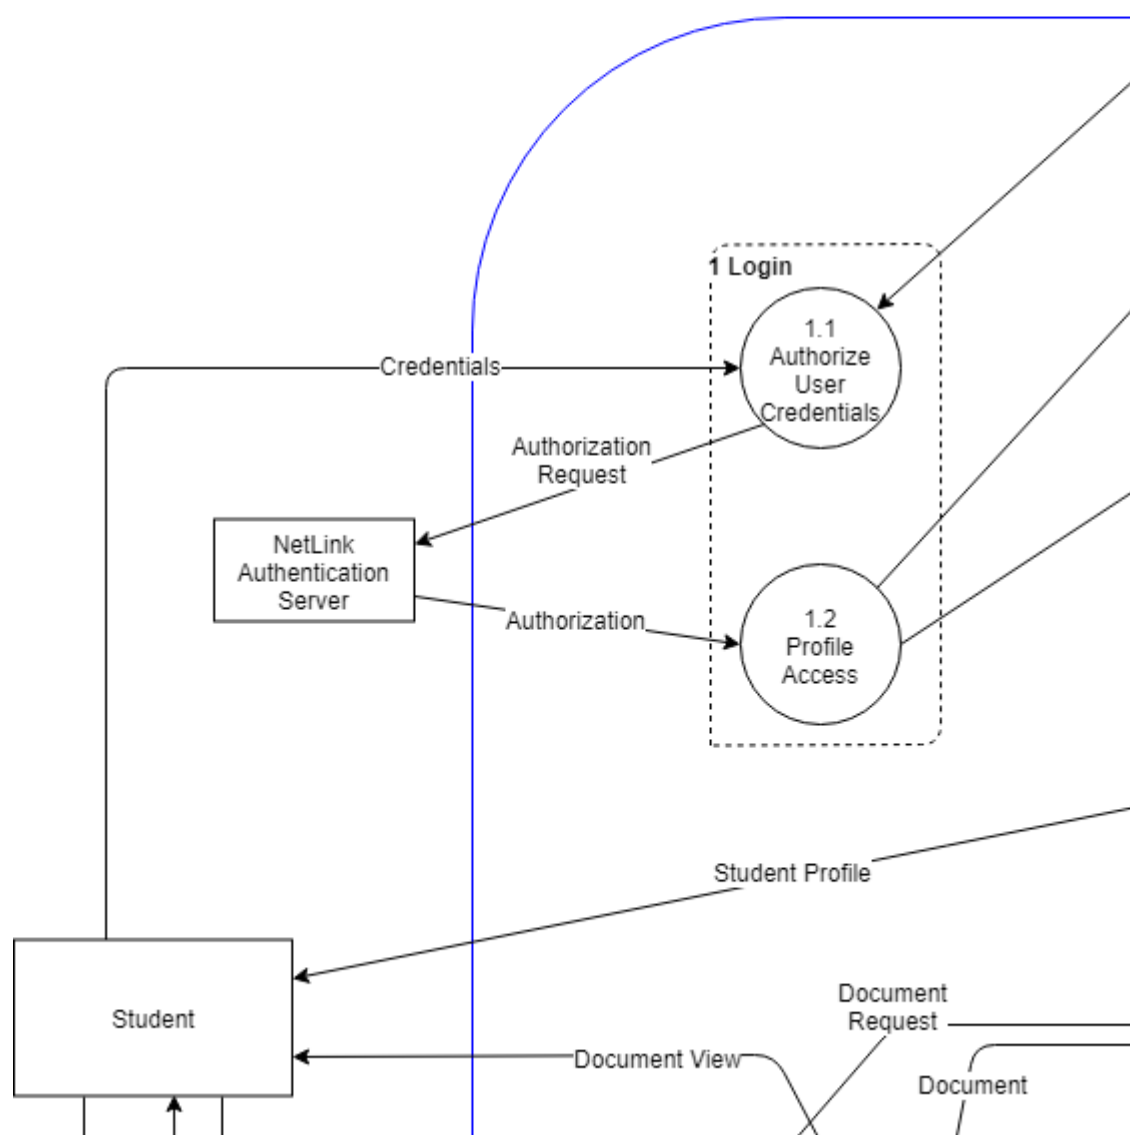 1 Login
1.1
Authorize
User
Credentials
Credentials
Authorization
Request
NetLink
Authentication
Server
Authorization
1.2
Profile
Access
Student Profile
Student
Document
Request
Document View
Document